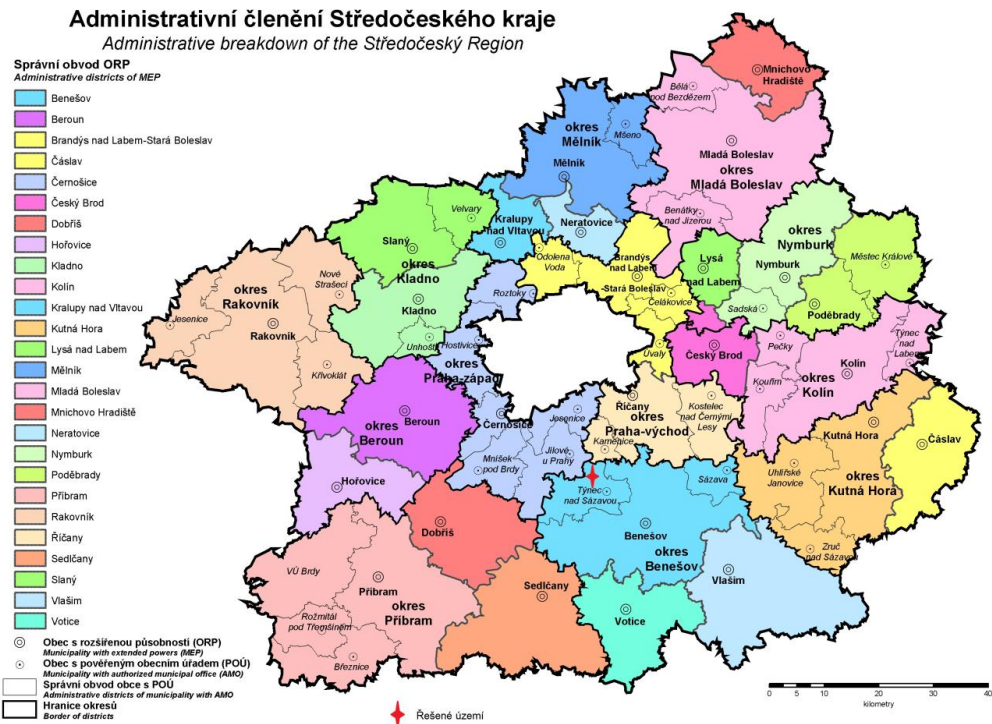 Administrativní členění Středočeského kraje
Administrative breakdown of the Středočeský Region
Správní obvod ORP
Administrative districts of MEP
Benešov
Beroun
Brandýs nad Labem-Stará Boleslav
Čáslav
Černošice
Český Brod
Dobříš
Hořovice
Kladno
Kolín
Kralupy nad Vltavou
Kutná Hora
Lysá nad Labem
Mělník
Mladá Boleslav
Mnichovo Hradiště
Neratovice
Nymburk
Poděbrady
Příbram
Rakovník
Říčany
Sedlčany
Slaný
Vlašim
Votice
Obec s rozšířenou působností (ORP)
Municipality with extended powers (MEP)
Obec s pověřeným obecním úřadem (POÚ)
Municipality with authorized municipal office (AMO)
Správní obvod obce s POÚ
Administrative districts of municipality with AMO
Hranice okresů
Border of districts
Řešené území
Mnichovo
Hradiště
Bělá
pod Bezdězem
okres
Mělník
Mšeno
Mělník
Mladá Boleslav
okres
Mladá Boleslav
Benátky
nad Jizerou
Velvary
Slaný
okres
Kladno
Kladno
Unhošť
Kralupy
nad Vltavou
Neratovice
Odolena
Voda
Brandýs
nad Labem
-Stará Boleslav
Čelákovice
Úvaly
Lysá
nad Labem
okres
Nymburk
Nymburk
Sadská
Městec Králové
Poděbrady
Roztoky
Hostivice
okres
Praha-západ
Nové
Strašecí
okres
Rakovník
Jesenice
Rakovník
Křivoklát
Český Brod
Pečky
Kouřim
Kolín
Týnec
nad
Labem
okres
Kolín
okres
Beroun
Beroun
Hořovice
Černošice
Mníšek
pod Brdy
Jesenice
Jílové
u Prahy
Říčany
okres
Praha-východ
Kamenice
Kostelec
nad Černými
Lesy
Kutná Hora
Čáslav
Uhlířské
Janovice
okres
Kutná Hora
Zruč
nad Sázavou
Týnec
nad Sázavou
Sázava
Benešov
okres
Benešov
Vlašim
Votice
Dobříš
Sedlčany
VÚ Brdy
Příbram
okres
Příbram
Rožmitál
pod Třemšínem
Březnice
0 5 10 20 30 40
kilometry